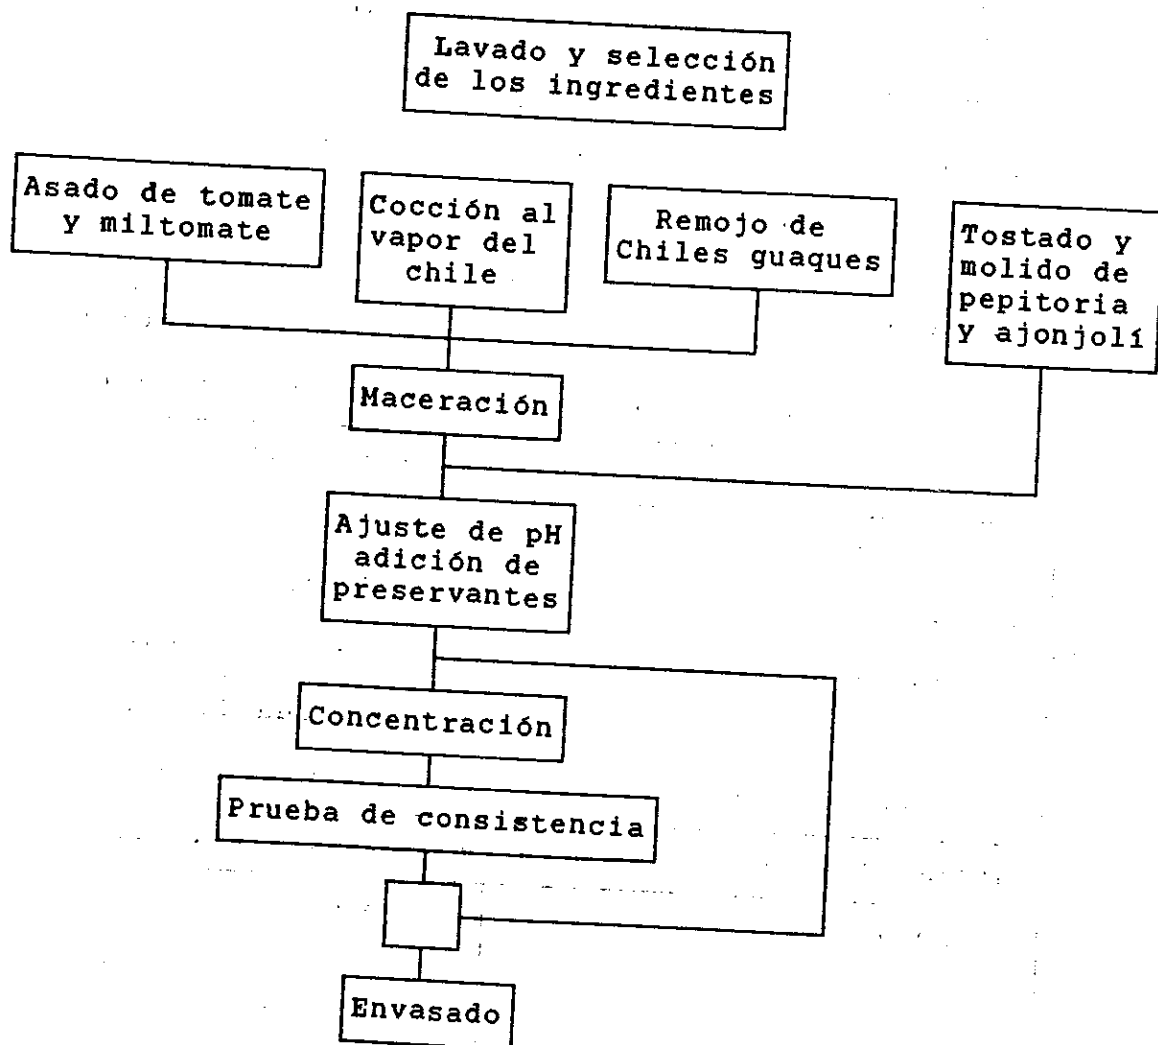 Lavado y selección
de los ingredientes
Asado de tomate
y miltomate
Cocción al
vapor del
chile
Remojo de
Chiles guaques
Tostado y
molido de
pepitoria
y ajonjolí
Maceración
Ajuste de pH
adición de
preservantes
Concentración
Prueba de consistencia
Envasado